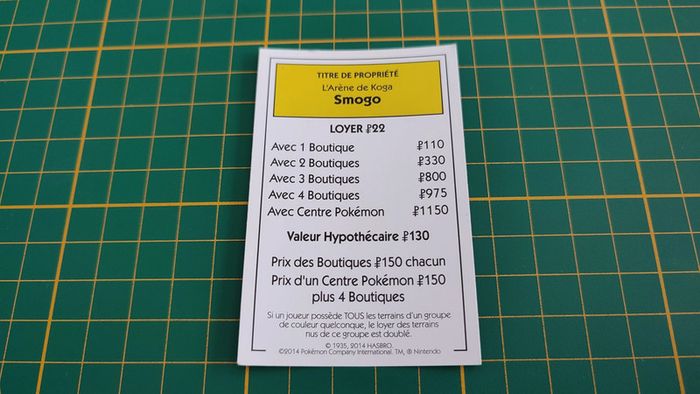 TITRE DE PROPRIÉTÉ
L'Arène de Koga
Smogo
LOYER ₽22
Avec 1 Boutique ₽110
Avec 2 Boutiques ₽330
Avec 3 Boutiques ₽800
Avec 4 Boutiques ₽975
Avec Centre Pokémon ₽1150
Valeur Hypothécaire ₽130
Prix des Boutiques ₽150 chacun
Prix d'un Centre Pokémon ₽150
plus 4 Boutiques
Si un joueur possède TOUS les terrains d'un groupe
de couleur quelconque, le loyer des terrains
nus de ce groupe est doublé.
© 1935, 2014 HASBRO.
©2014 Pokémon Company International. TM, ® Nintendo